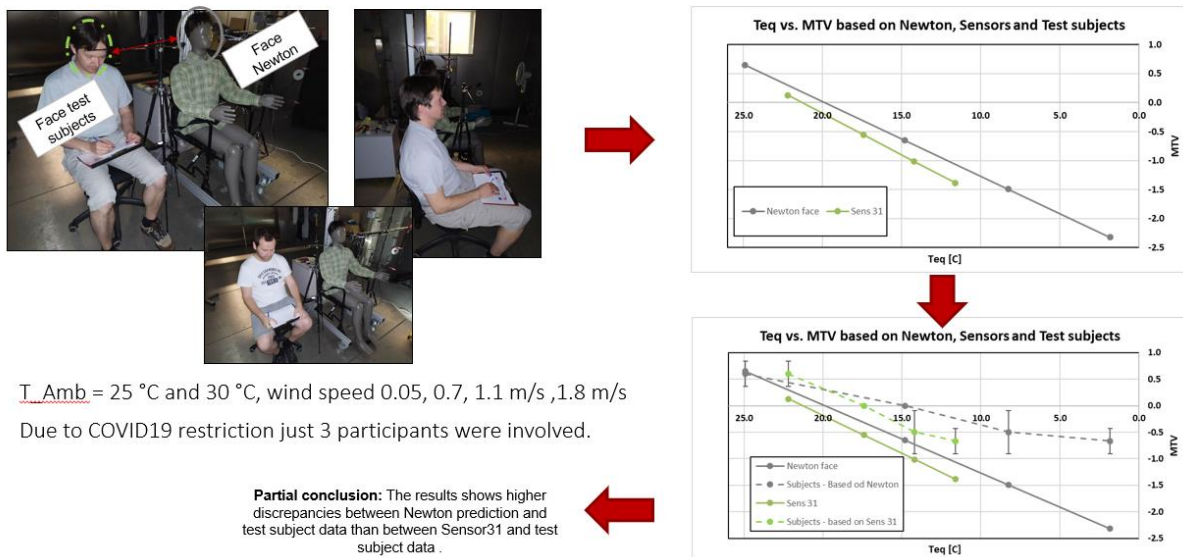 Face
Newton
Face test
subjects
Teq vs. MTV based on Newton, Sensors and Test subjects
1.0
0.5
0.0
25.0 20.0 15.0 10.0 5.0 0.0
-0.5
-1.0
-1.5
-2.0
-2.5
MTV
Newton face Sens 31
Teq [C]
Teq vs. MTV based on Newton, Sensors and Test subjects
1.0
0.5
0.0
25.0 20.0 15.0 10.0 5.0 0.0
-0.5
-1.0
-1.5
-2.0
-2.5
MTV
Newton face
Subjects - Based od Newton
Sens 31
Subjects - based on Sens 31
Teq [C]
T_Amb = 25 °C and 30 °C, wind speed 0.05, 0.7, 1.1 m/s ,1.8 m/s
Due to COVID19 restriction just 3 participants were involved.
Partial conclusion: The results shows higher
discrepancies between Newton prediction and
test subject data than between Sensor31 and test
subject data .